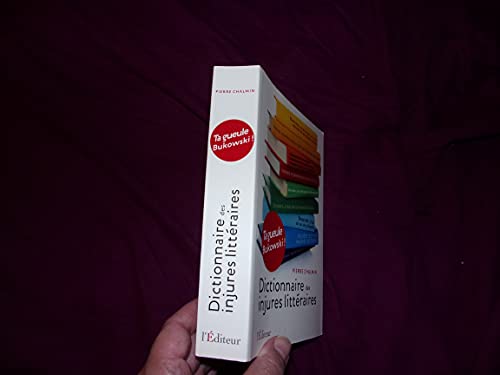 PIERRE CHALMIN
Ta gueule
Bukowski !
Dictionnaire des
injures littéraires
l'Éditeur
Ta gueule
Bukowski !
PIERRE CHALMIN
Dictionnaire des
injures littéraires
l'Éditeur